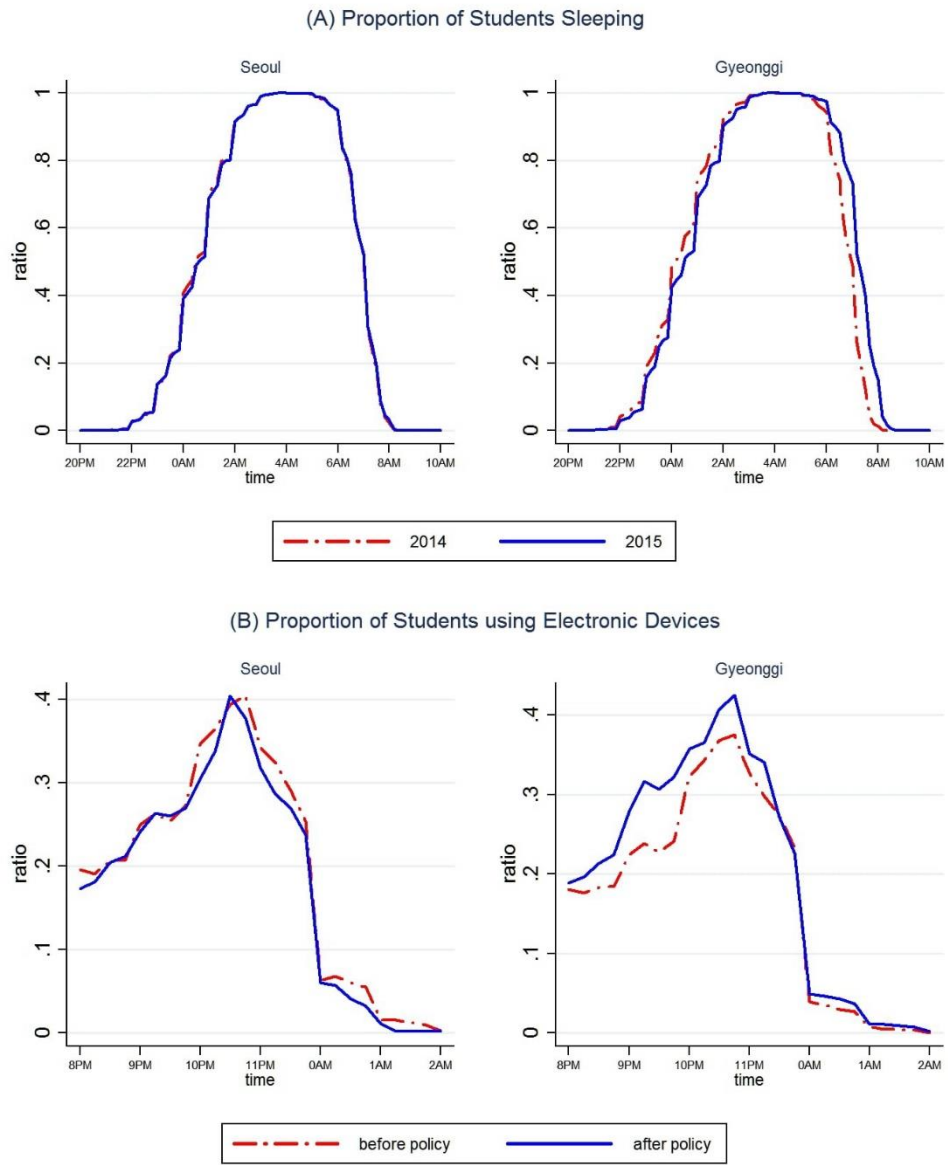 (A) Proportion of Students Sleeping
Seoul
Gyeonggi
ratio
1
.8
.6
.4
.2
0
20PM 22PM 0AM 2AM 4AM 6AM 8AM 10AM
time
ratio
1
.8
.6
.4
.2
0
20PM 22PM 0AM 2AM 4AM 6AM 8AM 10AM
time
2014 2015
(B) Proportion of Students using Electronic Devices
Seoul
Gyeonggi
ratio
.4
.3
.2
.1
0
8PM 9PM 10PM 11PM 0AM 1AM 2AM
time
ratio
.4
.3
.2
.1
0
8PM 9PM 10PM 11PM 0AM 1AM 2AM
time
before policy after policy